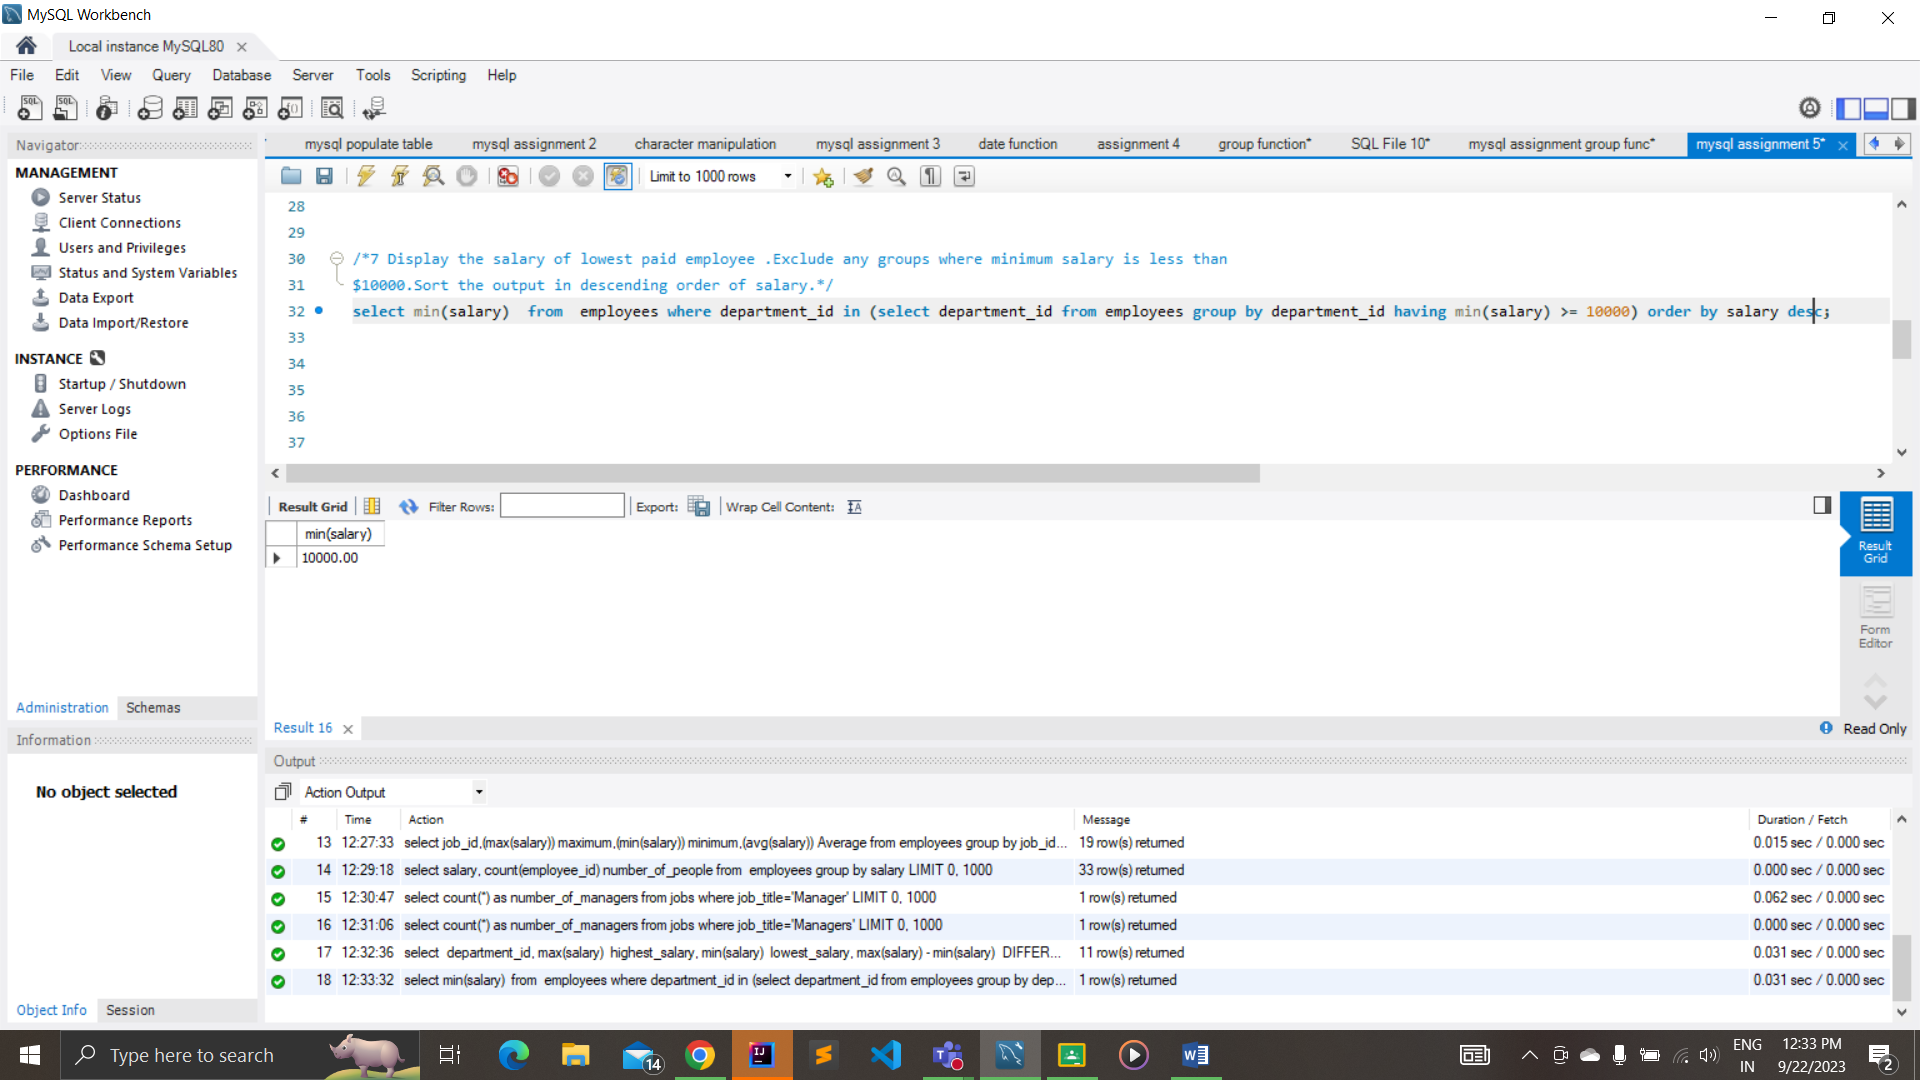 MySQL Workbench
Local instance MySQL80
File Edit View Query Database Server Tools Scripting Help
Navigator
mysql populate table mysql assignment 2 character manipulation mysql assignment 3 date function assignment 4 group function* SQL File 10* mysql assignment group func* mysql assignment 5*
MANAGEMENT
Server Status
Client Connections
Users and Privileges
Status and System Variables
Data Export
Data Import/Restore
INSTANCE
Startup / Shutdown
Server Logs
Options File
PERFORMANCE
Dashboard
Performance Reports
Performance Schema Setup
Administration Schemas
Information
No object selected
Object Info Session
Limit to 1000 rows
28
29
30 /*7 Display the salary of lowest paid employee .Exclude any groups where minimum salary is less than
31 $10000.Sort the output in descending order of salary.*/
32 select min(salary)  from  employees where department_id in (select department_id from employees group by department_id having min(salary) >= 10000) order by salary desc;
33
34
35
36
37
Result Grid Filter Rows: Export: Wrap Cell Content:
min(salary)
10000.00
Result Grid
Form Editor
Result 16
Read Only
Output
Action Output
# Time Action Message Duration / Fetch
13 12:27:33 select job_id,(max(salary)) maximum,(min(salary)) minimum,(avg(salary)) Average from employees group by job_id... 19 row(s) returned 0.015 sec / 0.000 sec
14 12:29:18 select salary, count(employee_id) number_of_people from  employees group by salary LIMIT 0, 1000 33 row(s) returned 0.000 sec / 0.000 sec
15 12:30:47 select count(*) as number_of_managers from jobs where job_title='Manager' LIMIT 0, 1000 1 row(s) returned 0.062 sec / 0.000 sec
16 12:31:06 select count(*) as number_of_managers from jobs where job_title='Managers' LIMIT 0, 1000 1 row(s) returned 0.000 sec / 0.000 sec
17 12:32:36 select  department_id, max(salary)  highest_salary, min(salary)  lowest_salary, max(salary) - min(salary)  DIFFER... 11 row(s) returned 0.031 sec / 0.000 sec
18 12:33:32 select min(salary)  from  employees where department_id in (select department_id from employees group by dep... 1 row(s) returned 0.031 sec / 0.000 sec
Type here to search
14
ENG
IN
12:33 PM
9/22/2023
2